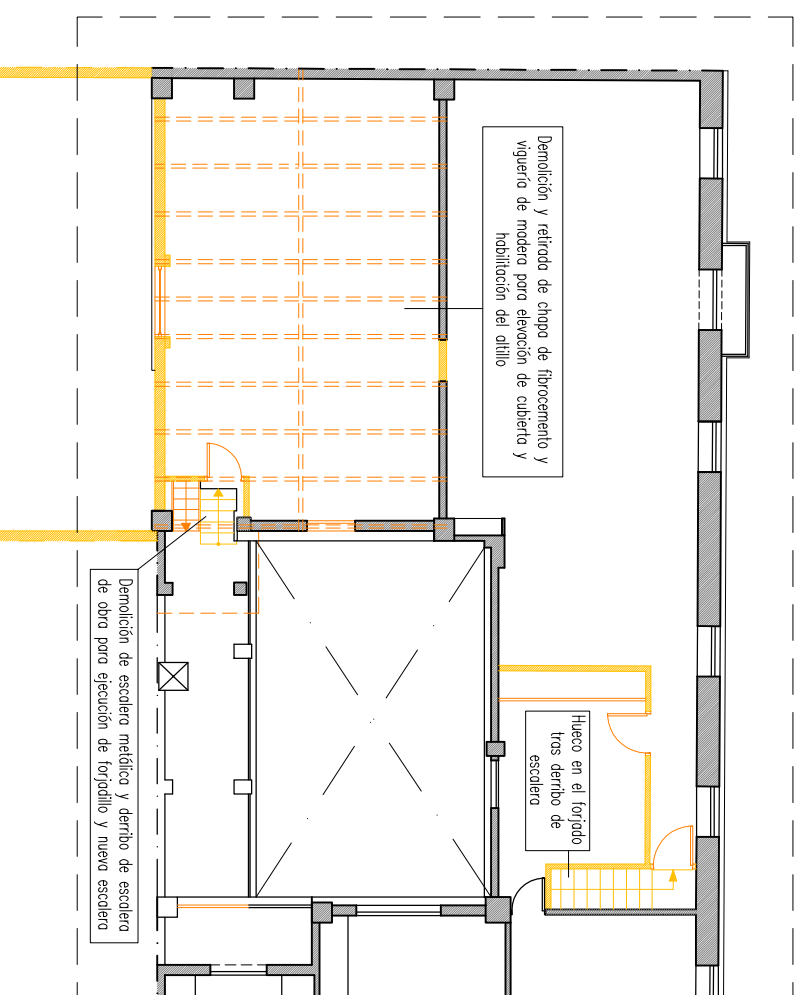 Demolición y retirada de chapa de fibrocemento y
viguería de madera para elevación de cubierta y
habilitación del altillo
Hueco en el forjado
tras derribo de
escalera
Demolición de escalera metálica y derribo de escalera
de obra para ejecución de forjadillo y nueva escalera